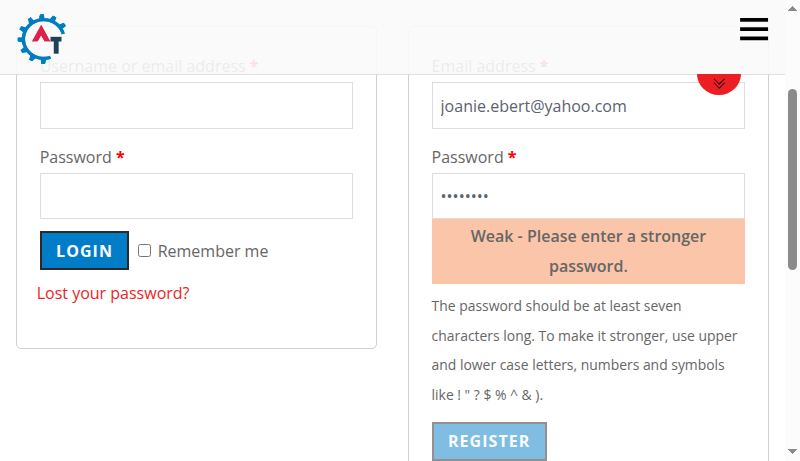 AT
Username or email address *
Password *
LOGIN
Remember me
Lost your password?
Email address *
joanie.ebert@yahoo.com
Password *
••••••••
Weak - Please enter a stronger
password.
The password should be at least seven
characters long. To make it stronger, use upper
and lower case letters, numbers and symbols
like ! " ? $ % ^ & ).
REGISTER